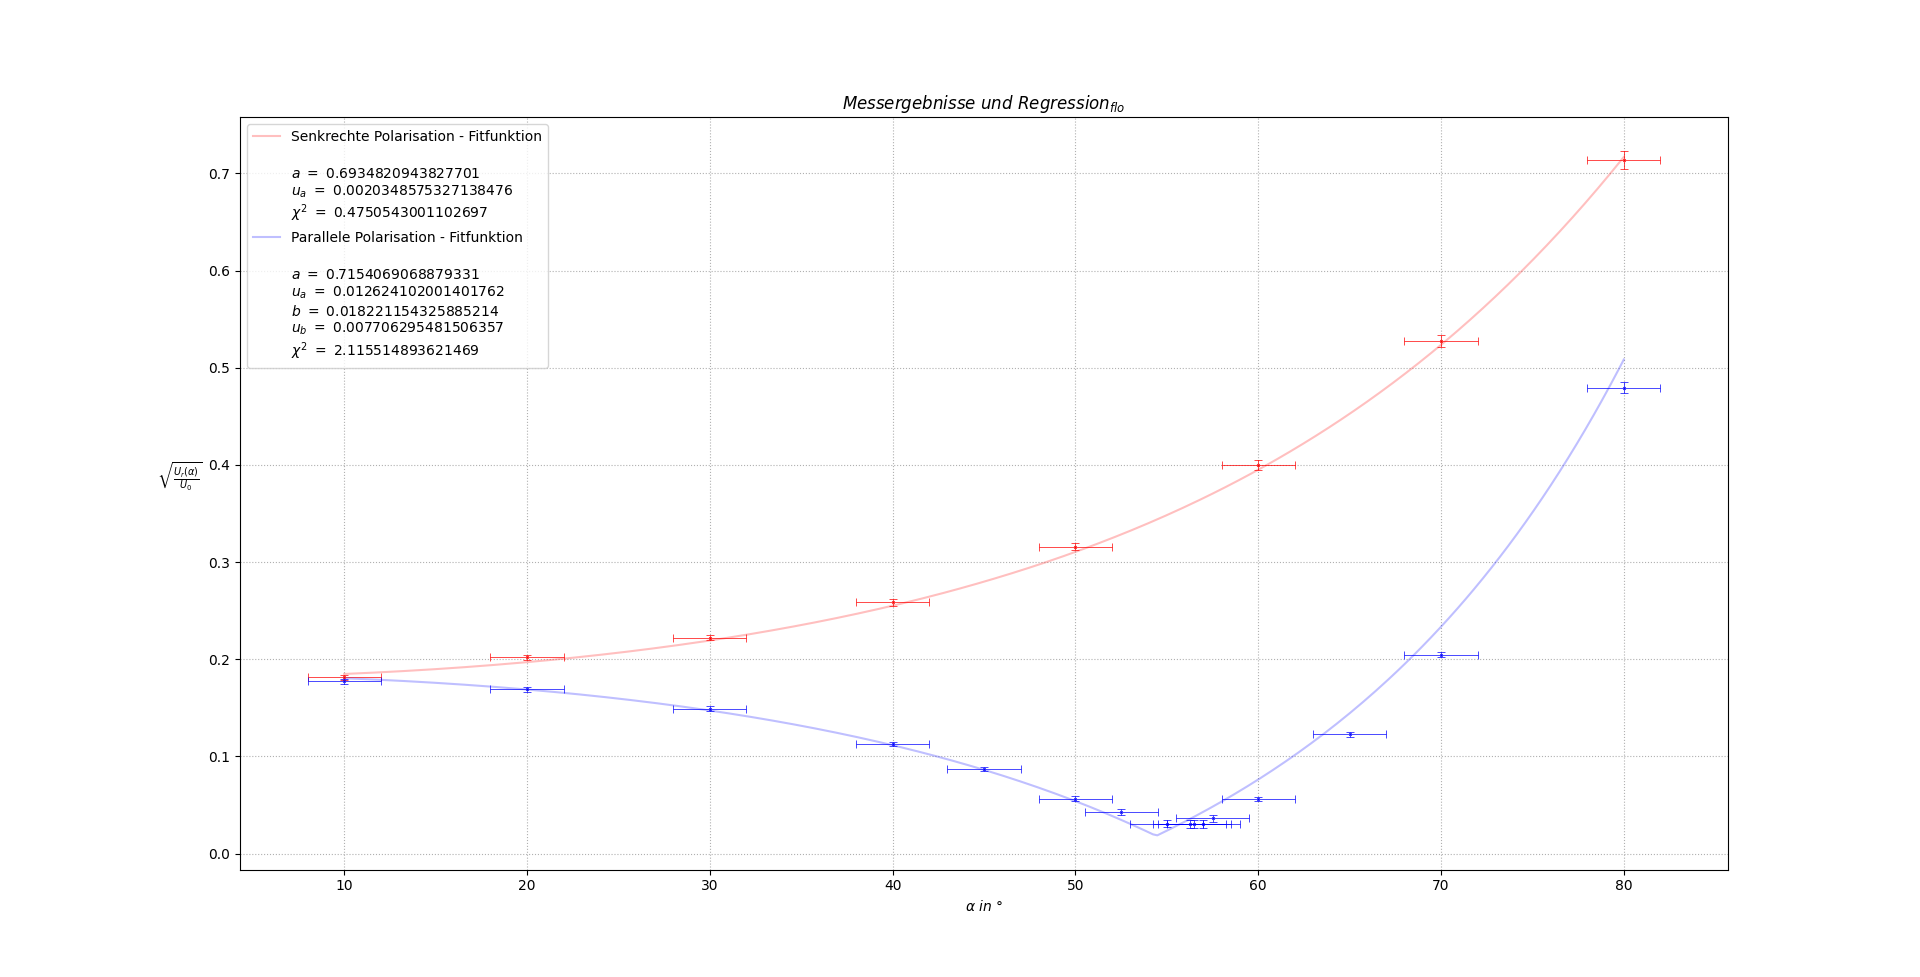 Messergebnisse und Regression_flo
Senkrechte Polarisation - Fitfunktion
a = 0.6934820943827701
u_a = 0.0020348575327138476
χ² = 0.4750543001102697
Parallele Polarisation - Fitfunktion
a = 0.7154069068879331
u_a = 0.012624102001401762
b = 0.018221154325885214
u_b = 0.007706295481506357
χ² = 2.115514893621469
0.7
0.6
0.5
0.4
0.3
0.2
0.1
0.0
√(U_r(α)/U_0)
10 20 30 40 50 60 70 80
α in °